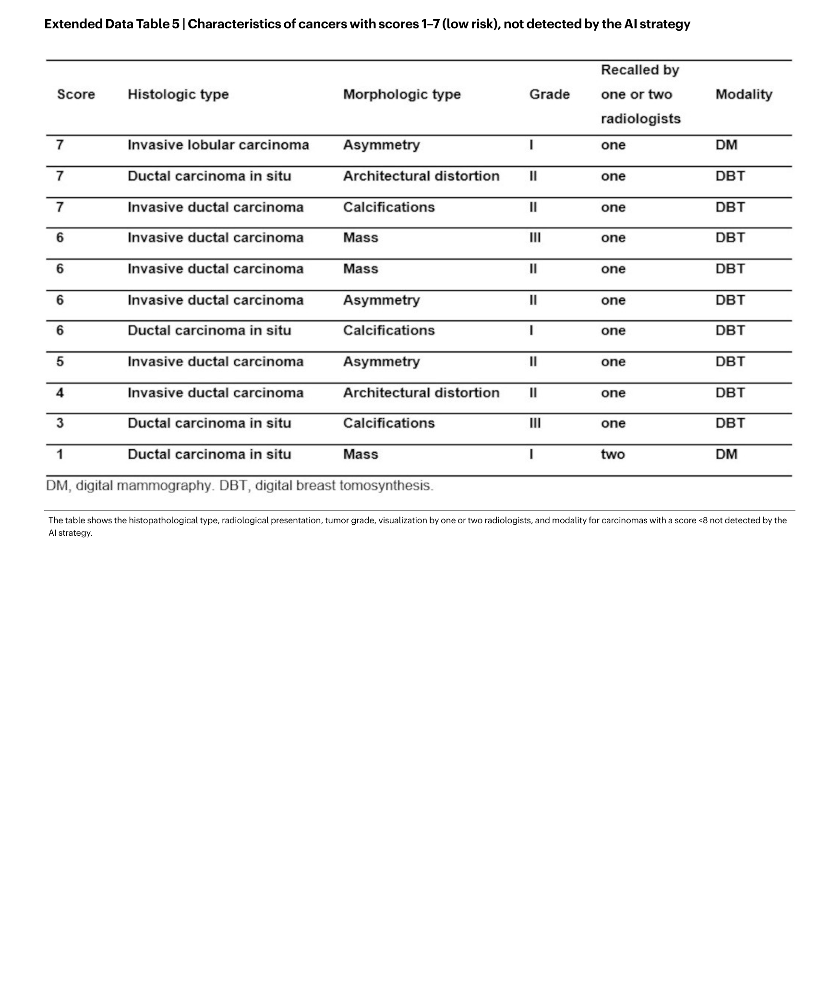 Extended Data Table 5 | Characteristics of cancers with scores 1–7 (low risk), not detected by the AI strategy
Score Histologic type Morphologic type Grade Recalled by one or two radiologists Modality
7 Invasive lobular carcinoma Asymmetry I one DM
7 Ductal carcinoma in situ Architectural distortion II one DBT
7 Invasive ductal carcinoma Calcifications II one DBT
6 Invasive ductal carcinoma Mass III one DBT
6 Invasive ductal carcinoma Mass II one DBT
6 Invasive ductal carcinoma Asymmetry II one DBT
6 Ductal carcinoma in situ Calcifications I one DBT
5 Invasive ductal carcinoma Asymmetry II one DBT
4 Invasive ductal carcinoma Architectural distortion II one DBT
3 Ductal carcinoma in situ Calcifications III one DBT
1 Ductal carcinoma in situ Mass I two DM
DM, digital mammography. DBT, digital breast tomosynthesis.
The table shows the histopathological type, radiological presentation, tumor grade, visualization by one or two radiologists, and modality for carcinomas with a score <8 not detected by the
AI strategy.